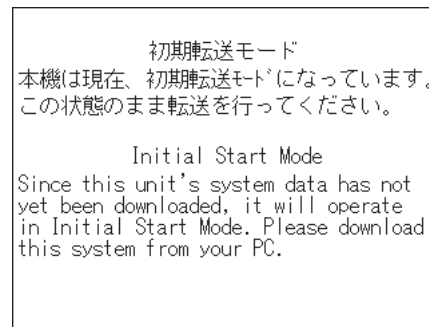 初期転送モード
本機は現在、初期転送ﾓｰﾄﾞになっています。
この状態のまま転送を行ってください。
Initial Start Mode
Since this unit's system data has not
yet been downloaded, it will operate
in Initial Start Mode. Please download
this system from your PC.